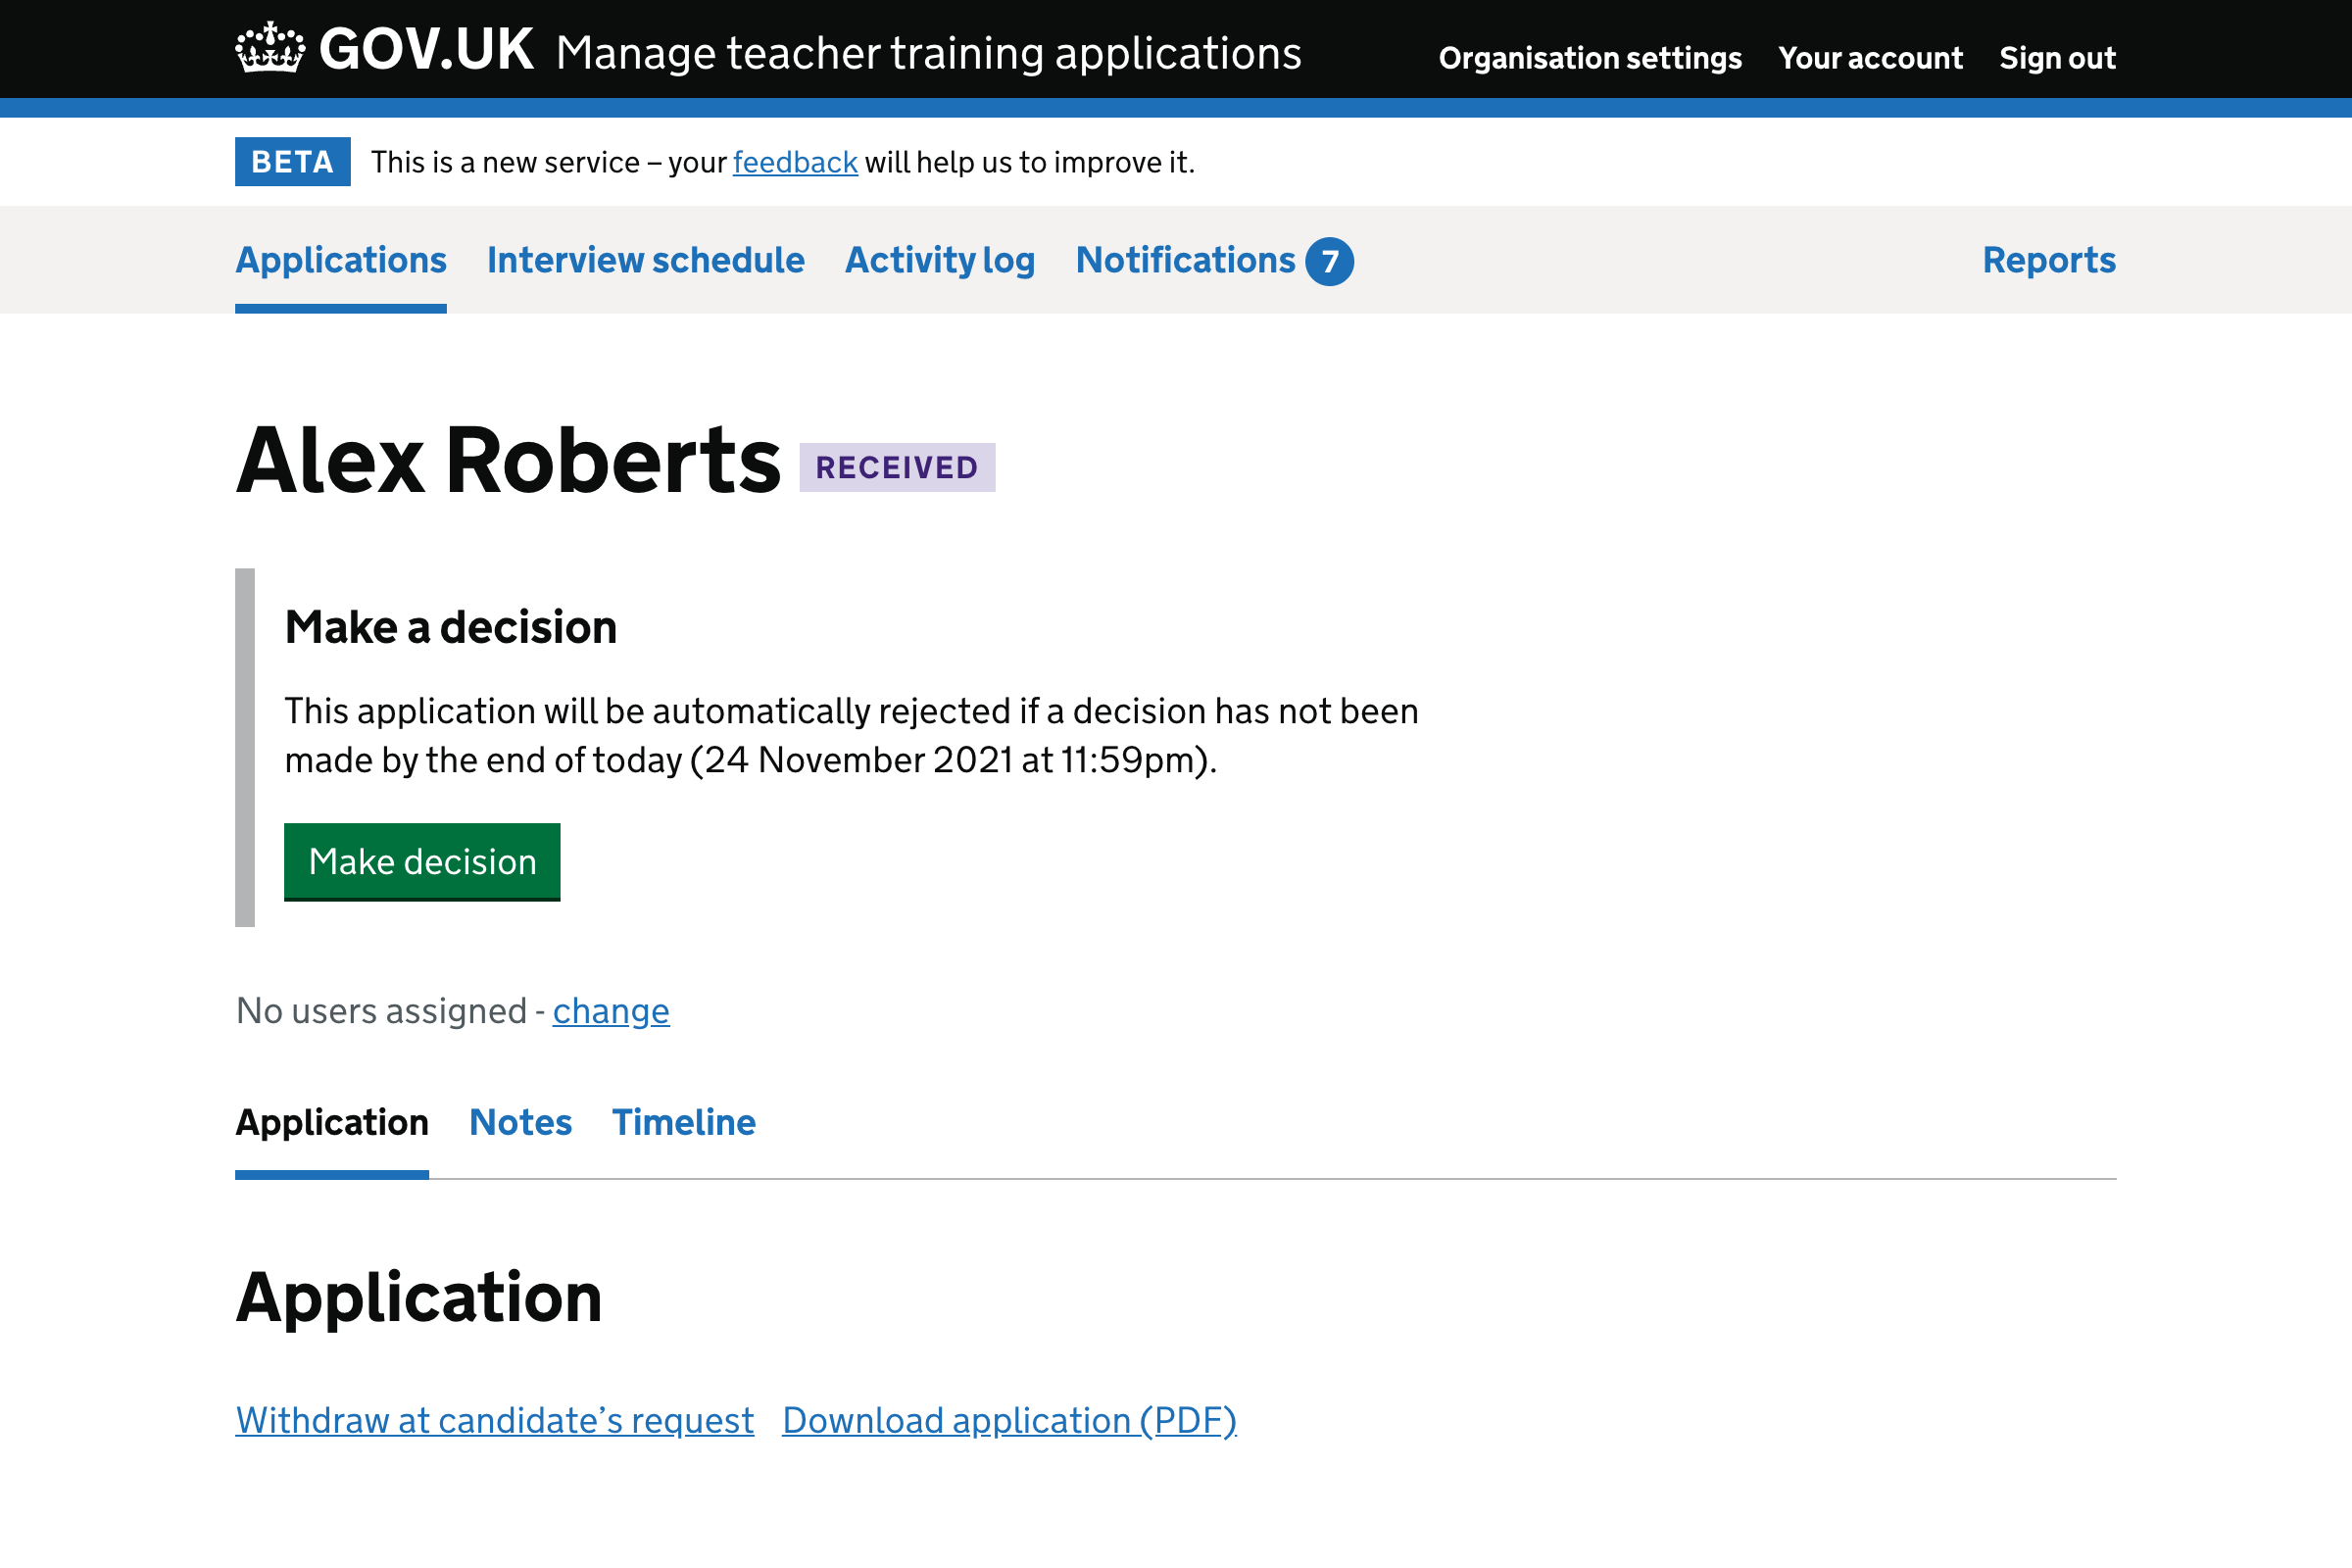 GOV.UK Manage teacher training applications Organisation settings Your account Sign out
BETA This is a new service – your feedback will help us to improve it.
Applications Interview schedule Activity log Notifications 7 Reports
Alex Roberts RECEIVED
Make a decision
This application will be automatically rejected if a decision has not been
made by the end of today (24 November 2021 at 11:59pm).
Make decision
No users assigned - change
Application Notes Timeline
Application
Withdraw at candidate’s request Download application (PDF)